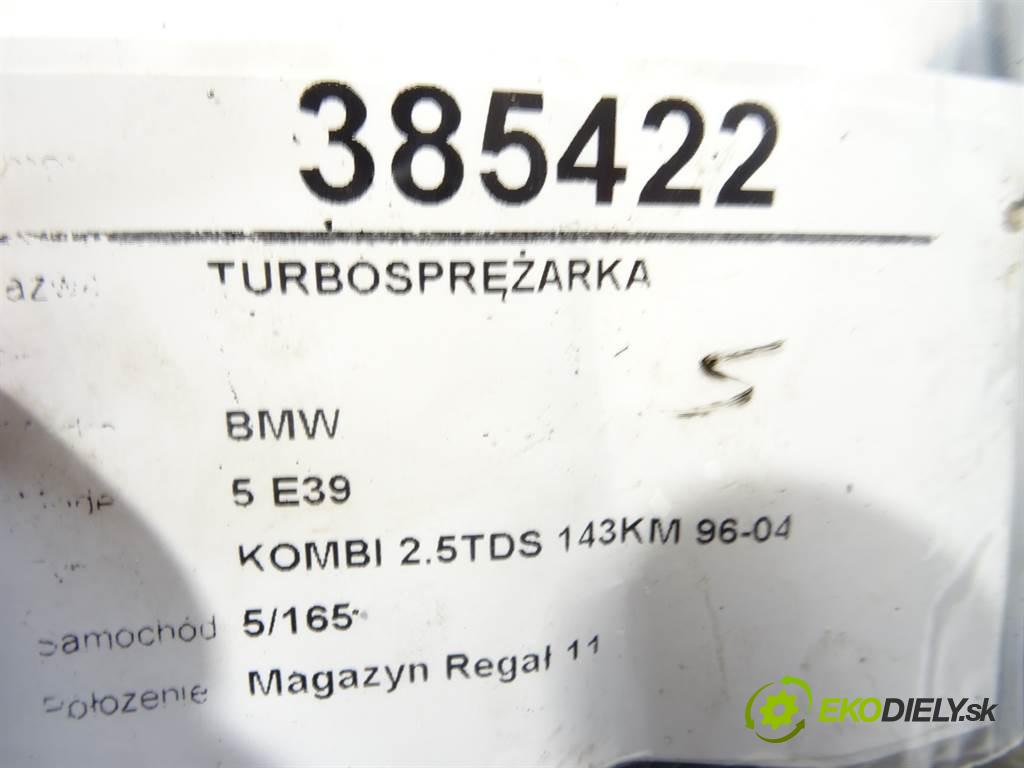 385422
TURBOSPRĘŻARKA
S
BMW
5 E39
KOMBI 2.5TDS 143KM 96-04
Samochód 5/165
Położenie Magazyn Regał 11
EKODIELY.sk